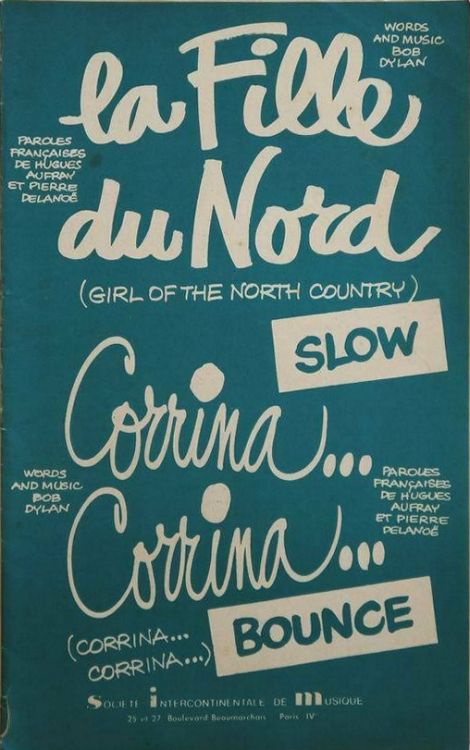 la Fille
WORDS
AND MUSIC
BOB
DYLAN
PAROLES
FRANÇAISES
DE HUGUES
AUFRAY
ET PIERRE
DELANOË
du Nord
(GIRL OF THE NORTH COUNTRY)
SLOW
Corrina...
WORDS
AND MUSIC
BOB
DYLAN
PAROLES
FRANÇAISES
DE HUGUES
AUFRAY
ET PIERRE
DELANOË
Corrina...
(CORRINA...
CORRINA...)
BOUNCE
SOCIETE INTERCONTINENTALE DE MUSIQUE
25 et 27, Boulevard Beaumarchais Paris IV